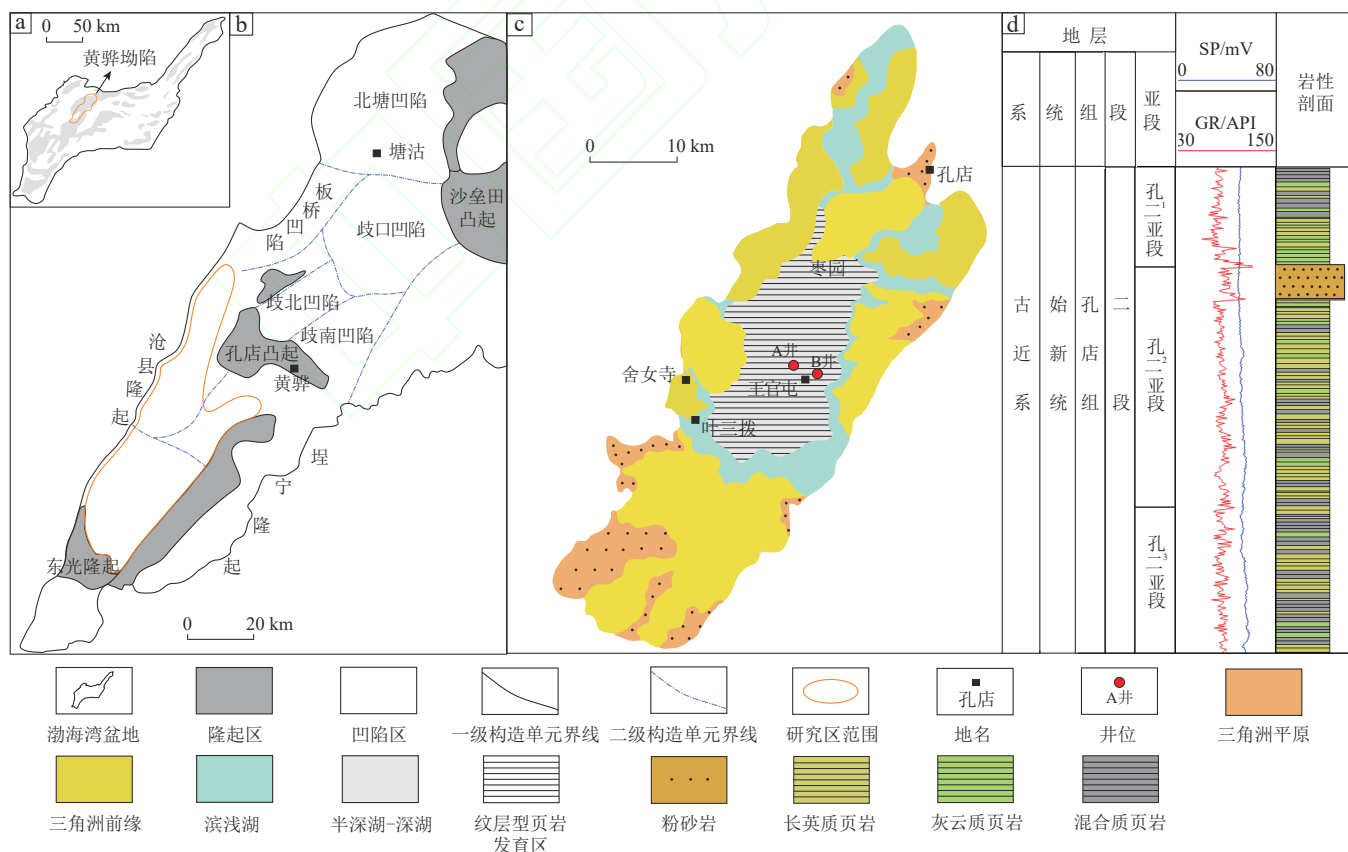 a
0 50 km
黄骅坳陷
b
北塘凹陷
塘沽
板桥凹陷
沙垒田
凸起
歧口凹陷
歧北凹陷
歧南凹陷
孔店凸起
黄骅
沧县隆起
埕宁隆起
东光隆起
0 20 km
c
0 10 km
孔店
枣园
A井
B井
王官屯
舍女寺
叶三拨
d
地层
系
统
组
段
亚段
SP/mV
0 80
GR/API
30 150
岩性
剖面
古近系
始新统
孔店组
孔二段
孔二1亚段
孔二2亚段
孔二3亚段
渤海湾盆地
隆起区
凹陷区
一级构造单元界线
二级构造单元界线
研究区范围
孔店
地名
A井
井位
三角洲平原
三角洲前缘
滨浅湖
半深湖-深湖
纹层型页岩
发育区
粉砂岩
长英质页岩
灰云质页岩
混合质页岩